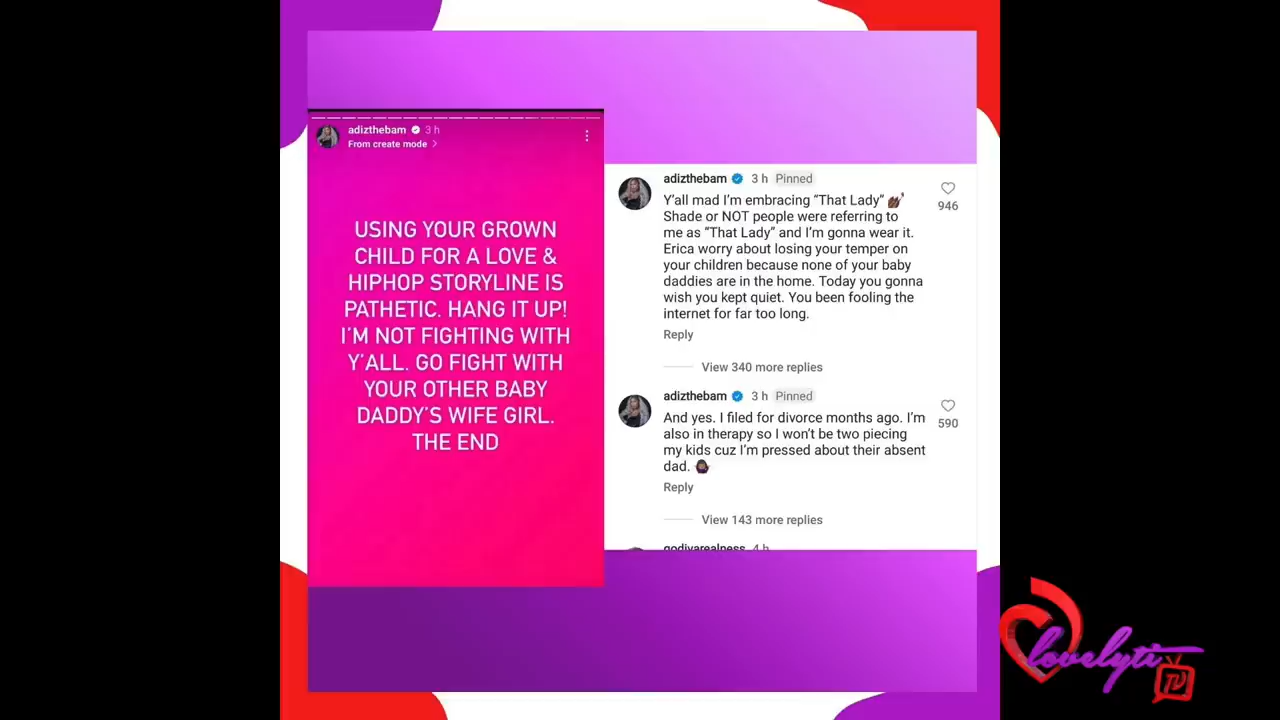 adizthebam 3 h
From create mode >
USING YOUR GROWN
CHILD FOR A LOVE &
HIPHOP STORYLINE IS
PATHETIC. HANG IT UP!
I'M NOT FIGHTING WITH
Y'ALL. GO FIGHT WITH
YOUR OTHER BABY
DADDY'S WIFE GIRL.
THE END
adizthebam 3 h Pinned
Y'all mad I'm embracing “That Lady” 💅🏿
Shade or NOT people were referring to
me as “That Lady” and I'm gonna wear it.
Erica worry about losing your temper on
your children because none of your baby
daddies are in the home. Today you gonna
wish you kept quiet. You been fooling the
internet for far too long.
946
Reply
View 340 more replies
adizthebam 3 h Pinned
And yes. I filed for divorce months ago. I'm
also in therapy so I won't be two piecing
my kids cuz I'm pressed about their absent
dad.
590
Reply
View 143 more replies
godivarealness 4 h
lovelyti
TV